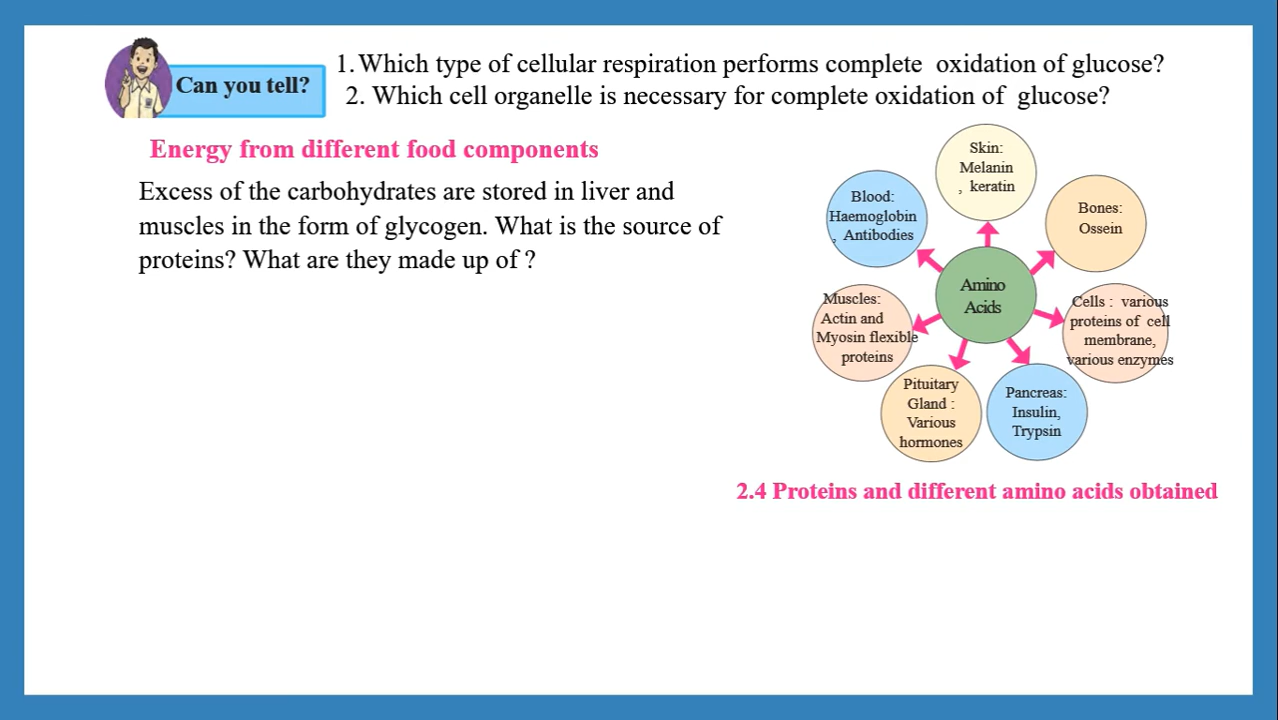 Can you tell?
1. Which type of cellular respiration performs complete oxidation of glucose?
2. Which cell organelle is necessary for complete oxidation of glucose?
Energy from different food components
Excess of the carbohydrates are stored in liver and
muscles in the form of glycogen. What is the source of
proteins? What are they made up of ?
Skin:
Melanin
, keratin
Blood:
Haemoglobin
, Antibodies
Bones:
Ossein
Amino
Acids
Muscles:
Actin and
Myosin flexible
proteins
Cells : various
proteins of cell
membrane,
various enzymes
Pituitary
Gland :
Various
hormones
Pancreas:
Insulin,
Trypsin
2.4 Proteins and different amino acids obtained